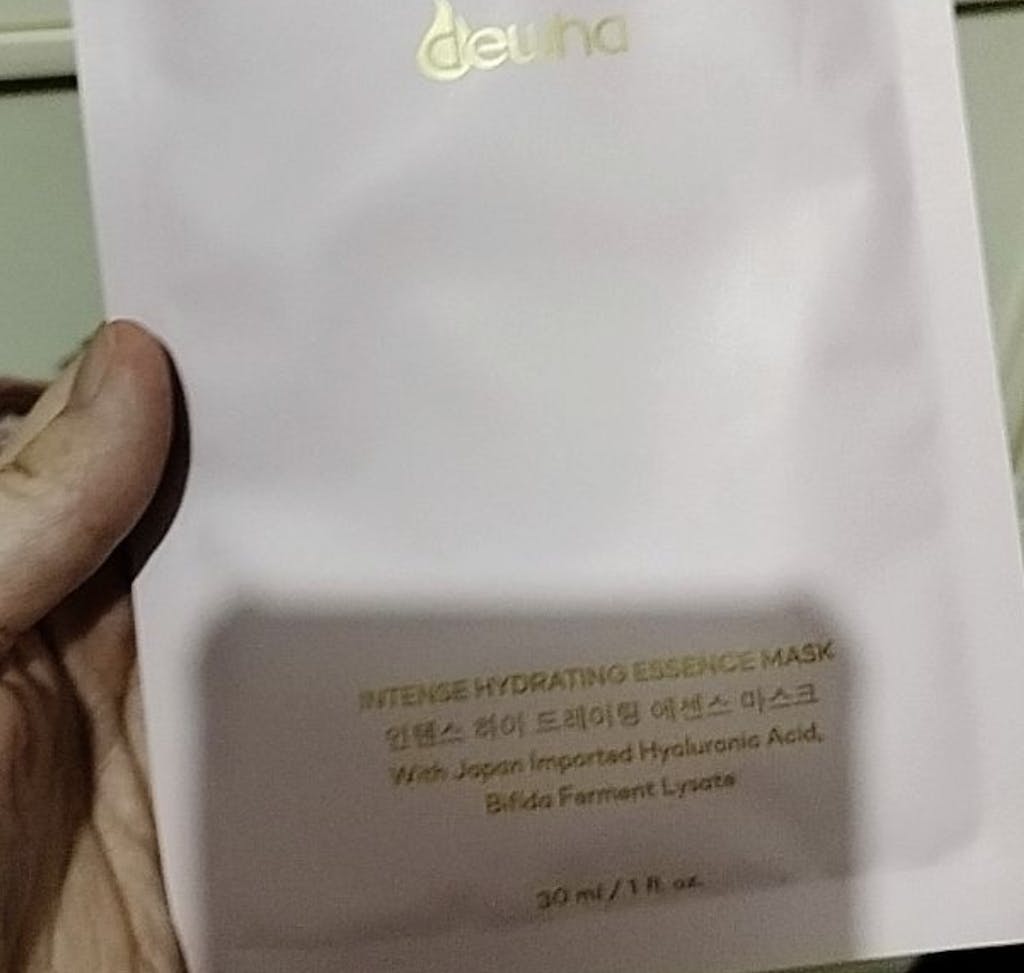 dewha
INTENSE HYDRATING ESSENCE MASK
인텐스 하이 드레이팅 에센스 마스크
With Japan Imported Hyaluronic Acid,
Bifida Ferment Lysate
30 ml / 1 fl. oz.